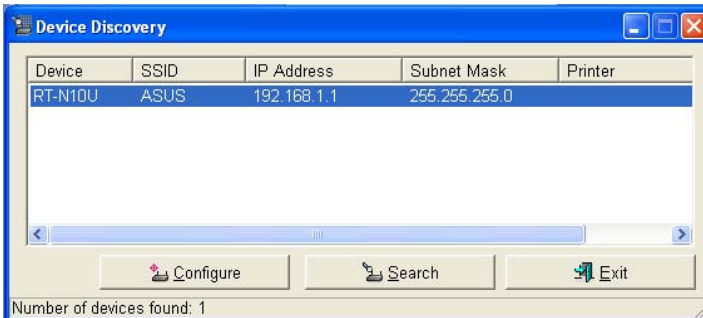 Device Discovery
Device SSID IP Address Subnet Mask Printer
RT-N10U ASUS 192.168.1.1 255.255.255.0
Configure Search Exit
Number of devices found: 1